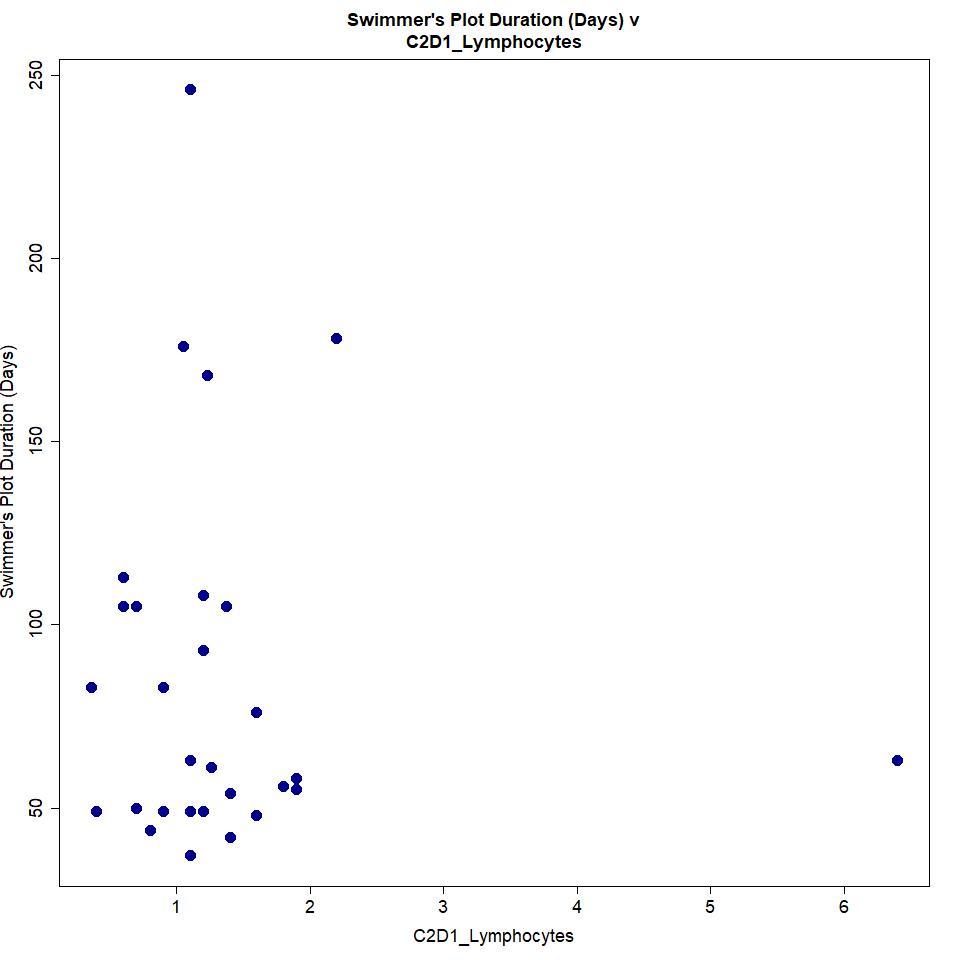 Swimmer's Plot Duration (Days) v
C2D1_Lymphocytes
Swimmer's Plot Duration (Days)
250
200
150
100
50
1 2 3 4 5 6
C2D1_Lymphocytes